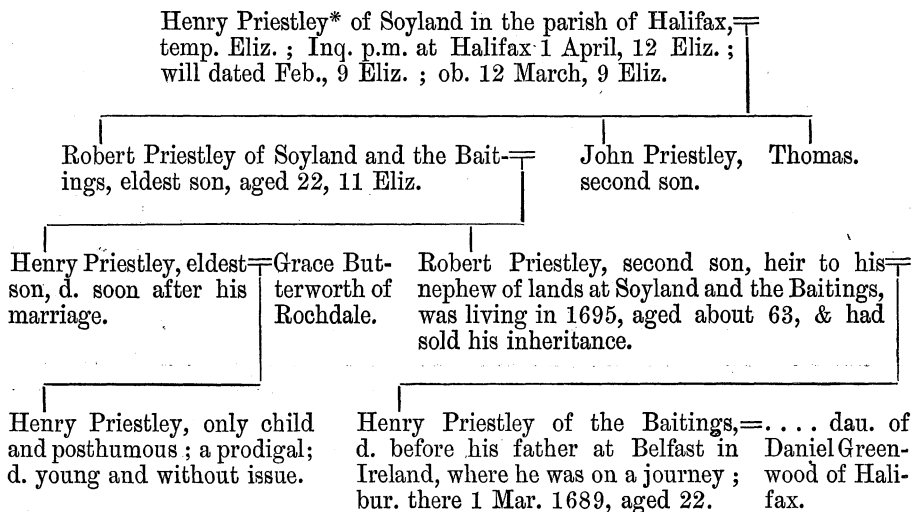 Henry Priestley* of Soyland in the parish of Halifax,
temp. Eliz. ; Inq. p.m. at Halifax 1 April, 12 Eliz. ;
will dated Feb., 9 Eliz. ; ob. 12 March, 9 Eliz.
Robert Priestley of Soyland and the Bait-
ings, eldest son, aged 22, 11 Eliz.
John Priestley,
second son.
Thomas.
Henry Priestley, eldest
son, d. soon after his
marriage.
Grace But-
terworth of
Rochdale.
Robert Priestley, second son, heir to his
nephew of lands at Soyland and the Baitings,
was living in 1695, aged about 63, & had
sold his inheritance.
Henry Priestley, only child
and posthumous ; a prodigal;
d. young and without issue.
Henry Priestley of the Baitings,
d. before his father at Belfast in
Ireland, where he was on a journey ;
bur. there 1 Mar. 1689, aged 22.
. . . . dau. of
Daniel Green-
wood of Hali-
fax.